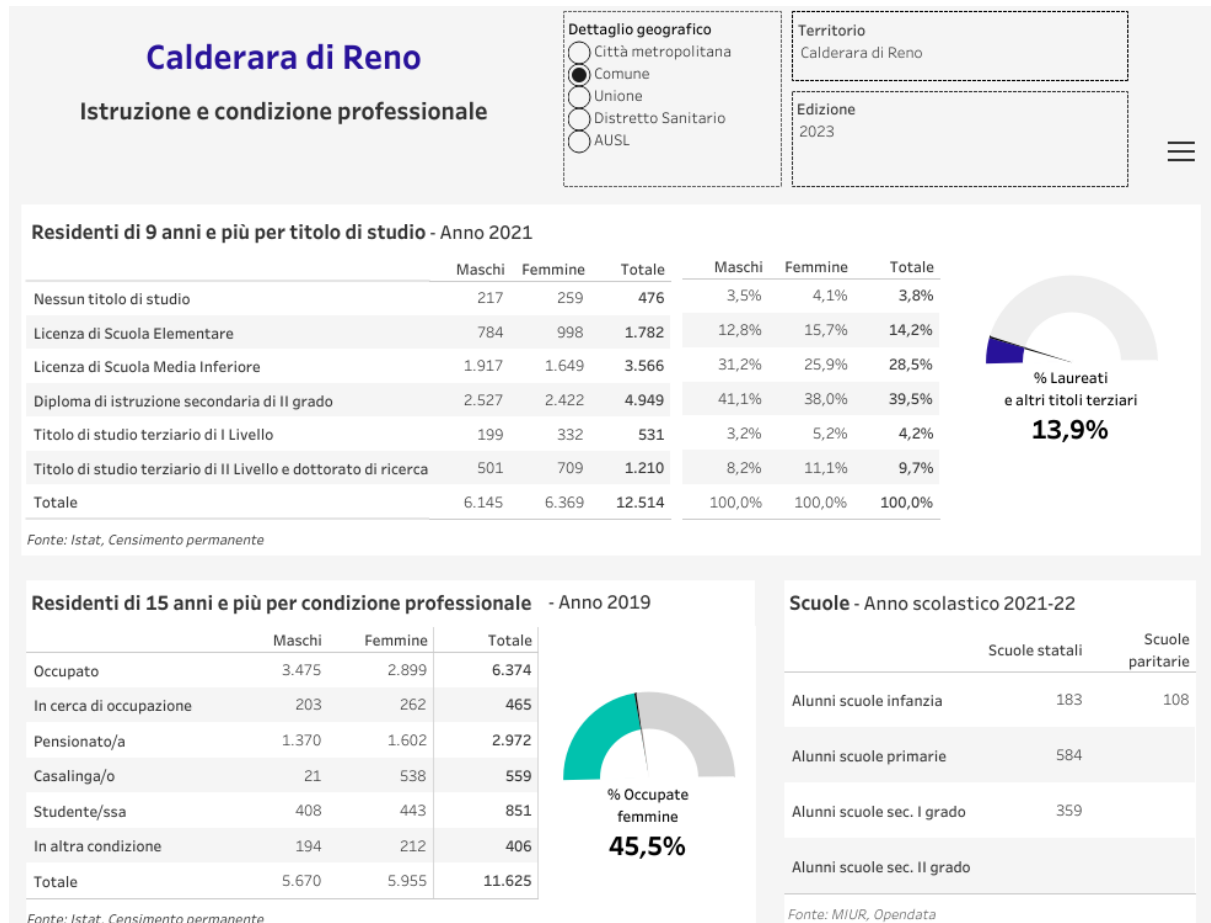 Calderara di Reno
Istruzione e condizione professionale
Dettaglio geografico
Città metropolitana
Comune
Unione
Distretto Sanitario
AUSL
Territorio
Calderara di Reno
Edizione
2023
Residenti di 9 anni e più per titolo di studio - Anno 2021
Maschi Femmine Totale Maschi Femmine Totale
Nessun titolo di studio 217 259 476 3,5% 4,1% 3,8%
Licenza di Scuola Elementare 784 998 1.782 12,8% 15,7% 14,2%
Licenza di Scuola Media Inferiore 1.917 1.649 3.566 31,2% 25,9% 28,5%
Diploma di istruzione secondaria di II grado 2.527 2.422 4.949 41,1% 38,0% 39,5%
Titolo di studio terziario di I Livello 199 332 531 3,2% 5,2% 4,2%
Titolo di studio terziario di II Livello e dottorato di ricerca 501 709 1.210 8,2% 11,1% 9,7%
Totale 6.145 6.369 12.514 100,0% 100,0% 100,0%
% Laureati
e altri titoli terziari
13,9%
Fonte: Istat, Censimento permanente
Residenti di 15 anni e più per condizione professionale - Anno 2019
Maschi Femmine Totale
Occupato 3.475 2.899 6.374
In cerca di occupazione 203 262 465
Pensionato/a 1.370 1.602 2.972
Casalinga/o 21 538 559
Studente/ssa 408 443 851
In altra condizione 194 212 406
Totale 5.670 5.955 11.625
% Occupate
femmine
45,5%
Fonte: Istat, Censimento permanente
Scuole - Anno scolastico 2021-22
Scuole statali Scuole
paritarie
Alunni scuole infanzia 183 108
Alunni scuole primarie 584
Alunni scuole sec. I grado 359
Alunni scuole sec. II grado
Fonte: MIUR, Opendata